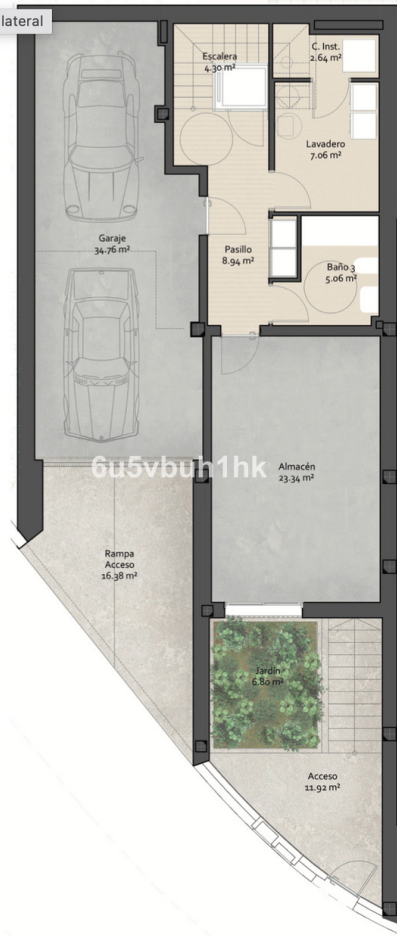 lateral
Escalera
4.30 m²
C. Inst.
2.64 m²
Lavadero
7.06 m²
Garaje
34.76 m²
Pasillo
8.94 m²
Baño 3
5.06 m²
6u5vbuh1hk
Almacén
23.34 m²
Rampa
Acceso
16.38 m²
Jardín
6.80 m²
Acceso
11.92 m²